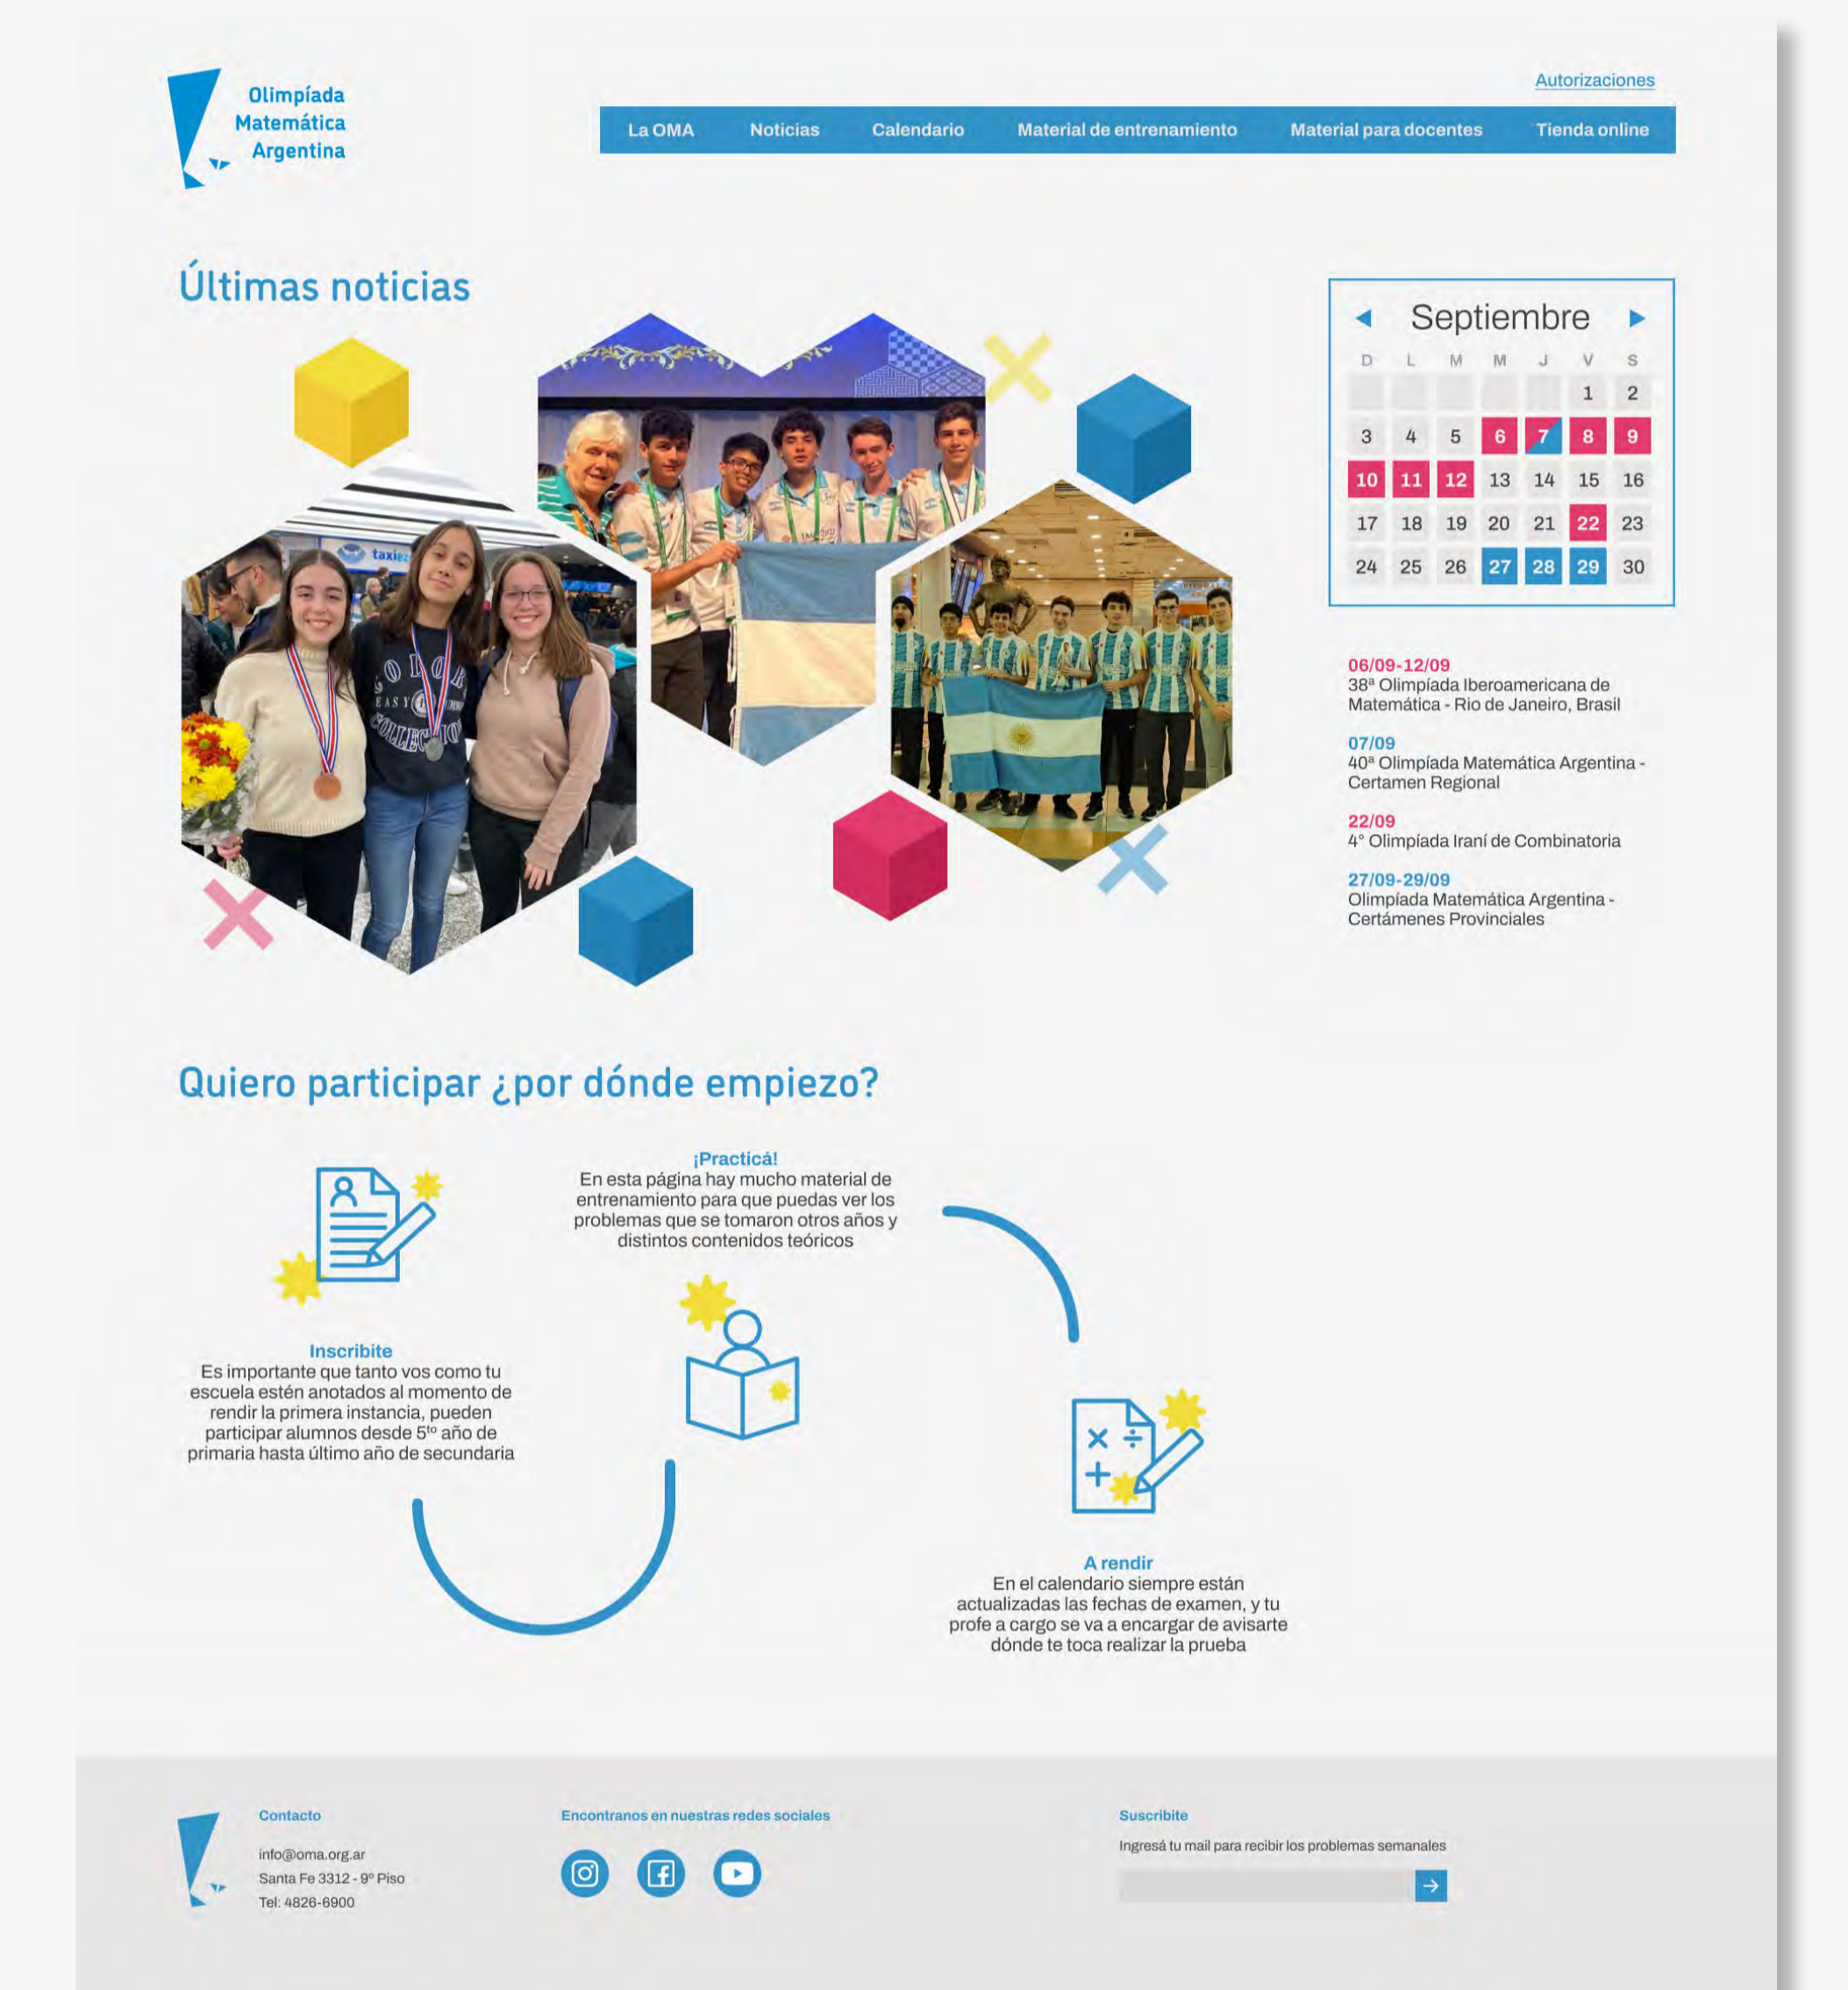 Olimpíada
Matemática
Argentina
Autorizaciones
La OMA Noticias Calendario Material de entrenamiento Material para docentes Tienda online
Últimas noticias
taxi
COLOR
EASY
COLLECTION
Septiembre
D L M M J V S
1 2
3 4 5 6 7 8 9
10 11 12 13 14 15 16
17 18 19 20 21 22 23
24 25 26 27 28 29 30
06/09-12/09
38ª Olimpíada Iberoamericana de
Matemática - Rio de Janeiro, Brasil
07/09
40ª Olimpíada Matemática Argentina -
Certamen Regional
22/09
4° Olimpíada Iraní de Combinatoria
27/09-29/09
Olimpíada Matemática Argentina -
Certámenes Provinciales
Quiero participar ¿por dónde empiezo?
Inscribite
Es importante que tanto vos como tu
escuela estén anotados al momento de
rendir la primera instancia, pueden
participar alumnos desde 5to año de
primaria hasta último año de secundaria
¡Practicá!
En esta página hay mucho material de
entrenamiento para que puedas ver los
problemas que se tomaron otros años y
distintos contenidos teóricos
A rendir
En el calendario siempre están
actualizadas las fechas de examen, y tu
profe a cargo se va a encargar de avisarte
dónde te toca realizar la prueba
Contacto
info@oma.org.ar
Santa Fe 3312 - 9º Piso
Tel: 4826-6900
Encontranos en nuestras redes sociales
Suscribite
Ingresá tu mail para recibir los problemas semanales